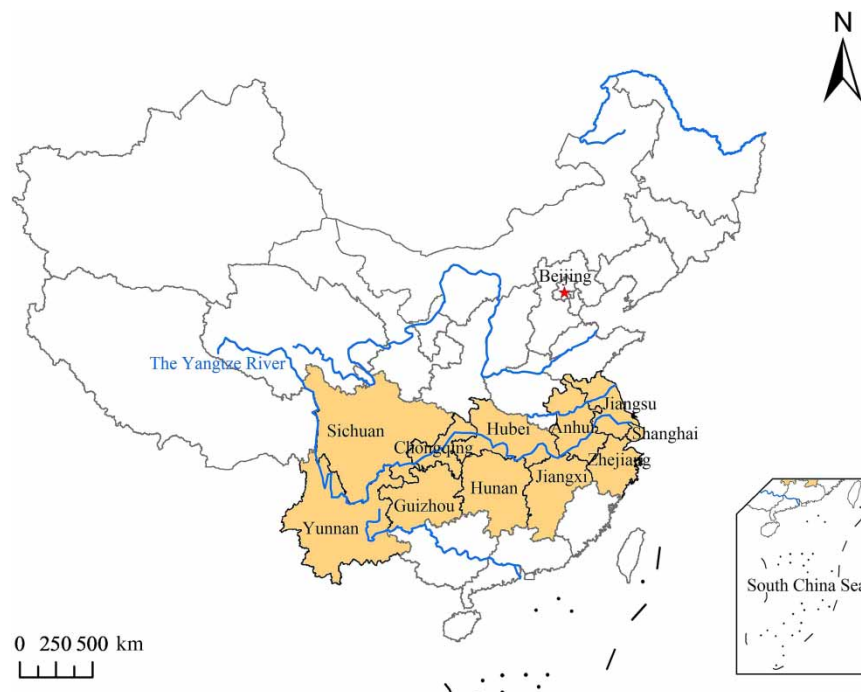 N
Beijing
The Yangtze River
Jiangsu
Sichuan
Hubei
Anhui
Shanghai
Chongqing
Zhejiang
Jiangxi
Hunan
Guizhou
Yunnan
South China Sea
0 250 500 km